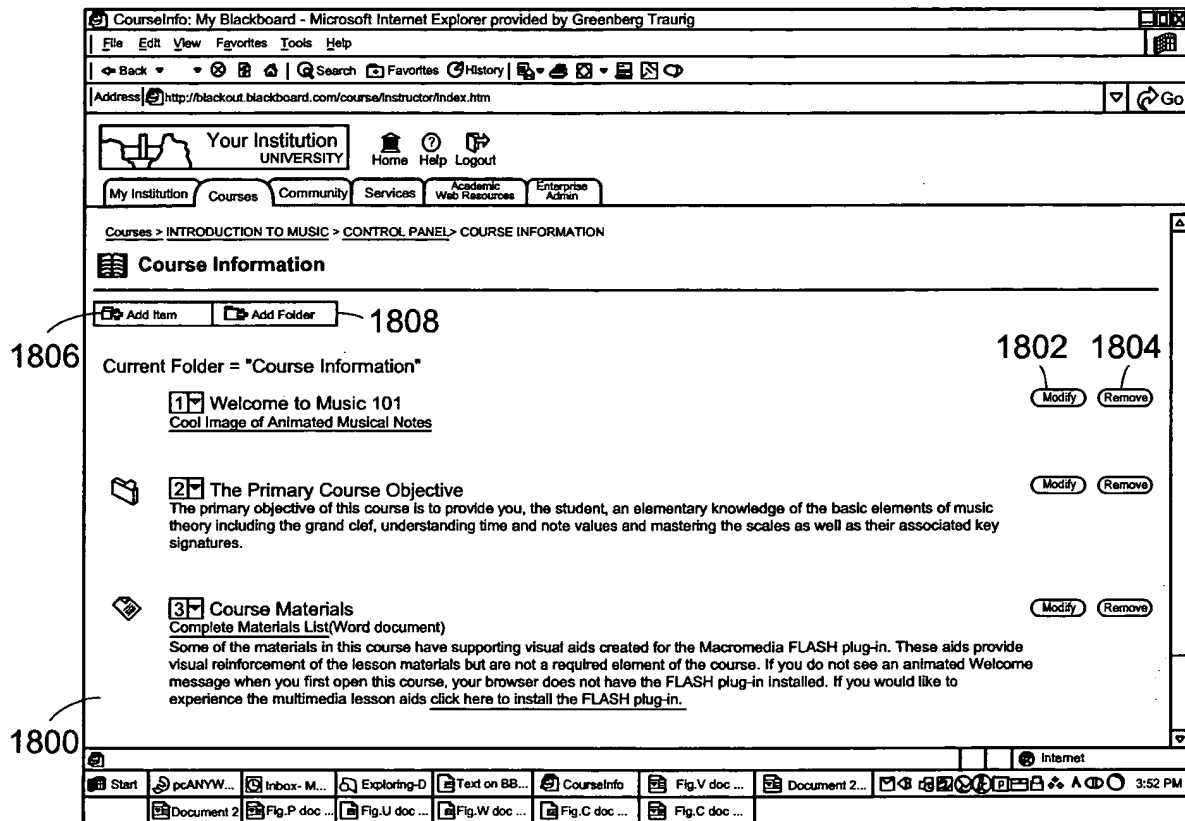 CourseInfo: My Blackboard - Microsoft Internet Explorer provided by Greenberg Traurig
File Edit View Favorites Tools Help
Back Search Favorites History
Address http://blackout.blackboard.com/course/instructor/index.htm Go
Your Institution
UNIVERSITY
Home Help Logout
My Institution Courses Community Services Academic Web Resources Enterprise Admin
Courses > INTRODUCTION TO MUSIC > CONTROL PANEL> COURSE INFORMATION
Course Information
Add Item Add Folder 1808
1806
1802 1804
Current Folder = "Course Information"
1 Welcome to Music 101 Modify Remove
Cool Image of Animated Musical Notes
2 The Primary Course Objective Modify Remove
The primary objective of this course is to provide you, the student, an elementary knowledge of the basic elements of music
theory including the grand clef, understanding time and note values and mastering the scales as well as their associated key
signatures.
3 Course Materials Modify Remove
Complete Materials List(Word document)
Some of the materials in this course have supporting visual aids created for the Macromedia FLASH plug-in. These aids provide
visual reinforcement of the lesson materials but are not a required element of the course. If you do not see an animated Welcome
message when you first open this course, your browser does not have the FLASH plug-in installed. If you would like to
experience the multimedia lesson aids click here to install the FLASH plug-in.
1800
Internet
Start pcANYW... Inbox- M... Exploring-D Text on BB... CourseInfo Fig.V doc ... Document 2... 3:52 PM
Document 2 Fig.P doc ... Fig.U doc ... Fig.W doc ... Fig.C doc ... Fig.C doc ...